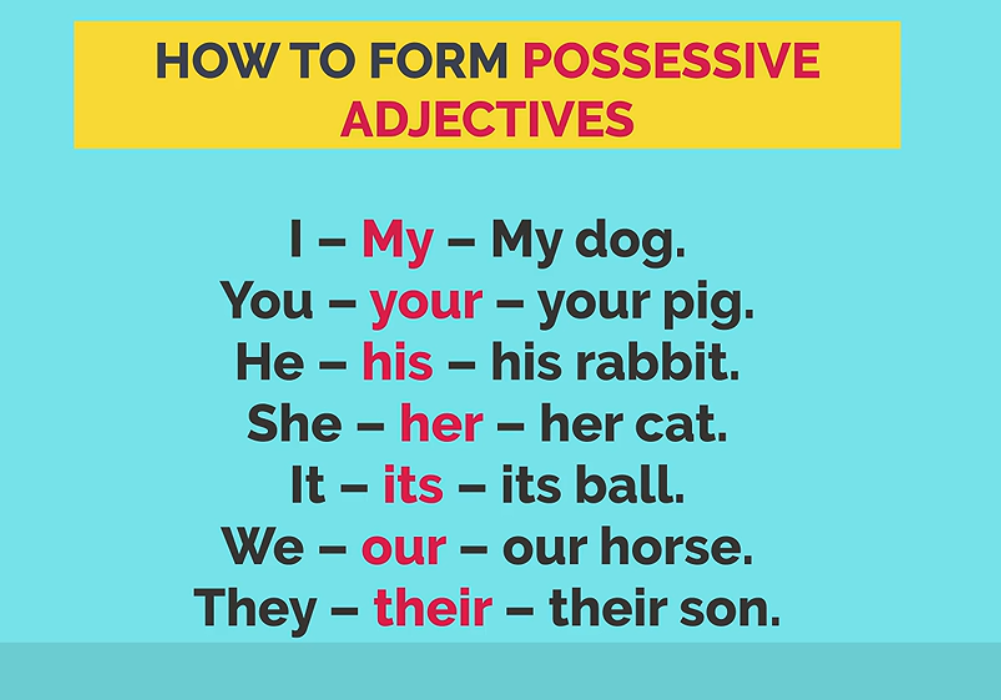 HOW TO FORM POSSESSIVE
ADJECTIVES
I – My – My dog.
You – your – your pig.
He – his – his rabbit.
She – her – her cat.
It – its – its ball.
We – our – our horse.
They – their – their son.